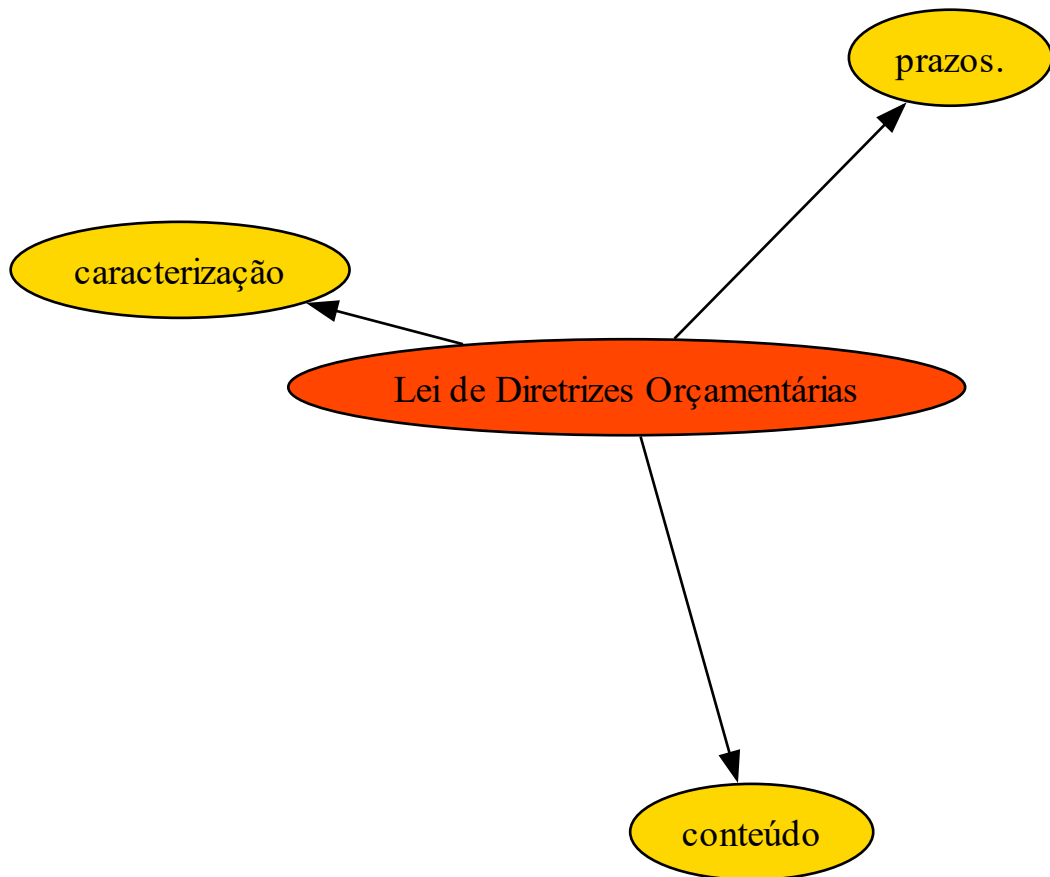 prazos.
caracterização
Lei de Diretrizes Orçamentárias
conteúdo